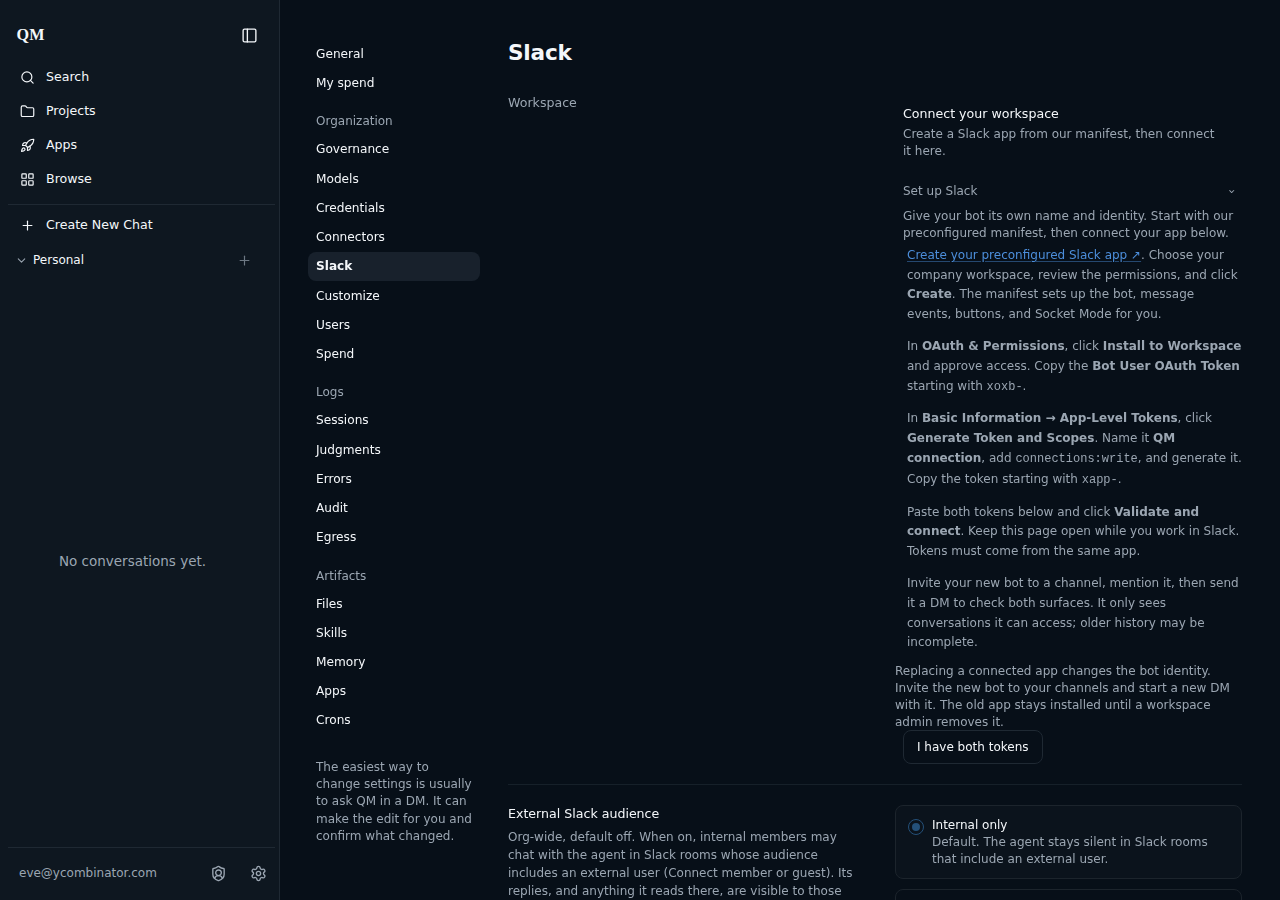 QM
Search
Projects
Apps
Browse
Create New Chat
Personal
No conversations yet.
eve@ycombinator.com
General
My spend
Organization
Governance
Models
Credentials
Connectors
Slack
Customize
Users
Spend
Logs
Sessions
Judgments
Errors
Audit
Egress
Artifacts
Files
Skills
Memory
Apps
Crons
The easiest way to
change settings is usually
to ask QM in a DM. It can
make the edit for you and
confirm what changed.
Slack
Workspace
Connect your workspace
Create a Slack app from our manifest, then connect
it here.
Set up Slack
Give your bot its own name and identity. Start with our
preconfigured manifest, then connect your app below.
Create your preconfigured Slack app ↗. Choose your
company workspace, review the permissions, and click
Create. The manifest sets up the bot, message
events, buttons, and Socket Mode for you.
In OAuth & Permissions, click Install to Workspace
and approve access. Copy the Bot User OAuth Token
starting with xoxb-.
In Basic Information → App-Level Tokens, click
Generate Token and Scopes. Name it QM
connection, add connections:write, and generate it.
Copy the token starting with xapp-.
Paste both tokens below and click Validate and
connect. Keep this page open while you work in Slack.
Tokens must come from the same app.
Invite your new bot to a channel, mention it, then send
it a DM to check both surfaces. It only sees
conversations it can access; older history may be
incomplete.
Replacing a connected app changes the bot identity.
Invite the new bot to your channels and start a new DM
with it. The old app stays installed until a workspace
admin removes it.
I have both tokens
External Slack audience
Org-wide, default off. When on, internal members may
chat with the agent in Slack rooms whose audience
includes an external user (Connect member or guest). Its
replies, and anything it reads there, are visible to those
Internal only
Default. The agent stays silent in Slack rooms
that include an external user.